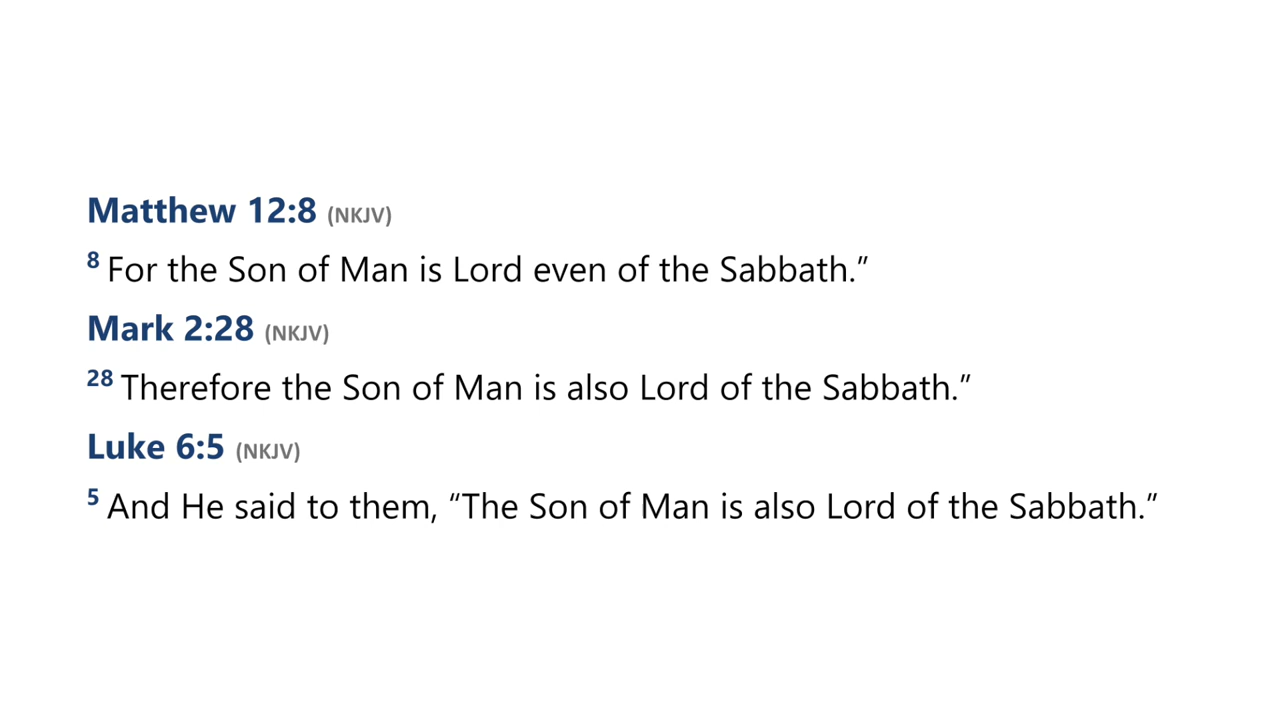 Matthew 12:8 (NKJV)
8 For the Son of Man is Lord even of the Sabbath.”
Mark 2:28 (NKJV)
28 Therefore the Son of Man is also Lord of the Sabbath.”
Luke 6:5 (NKJV)
5 And He said to them, “The Son of Man is also Lord of the Sabbath.”